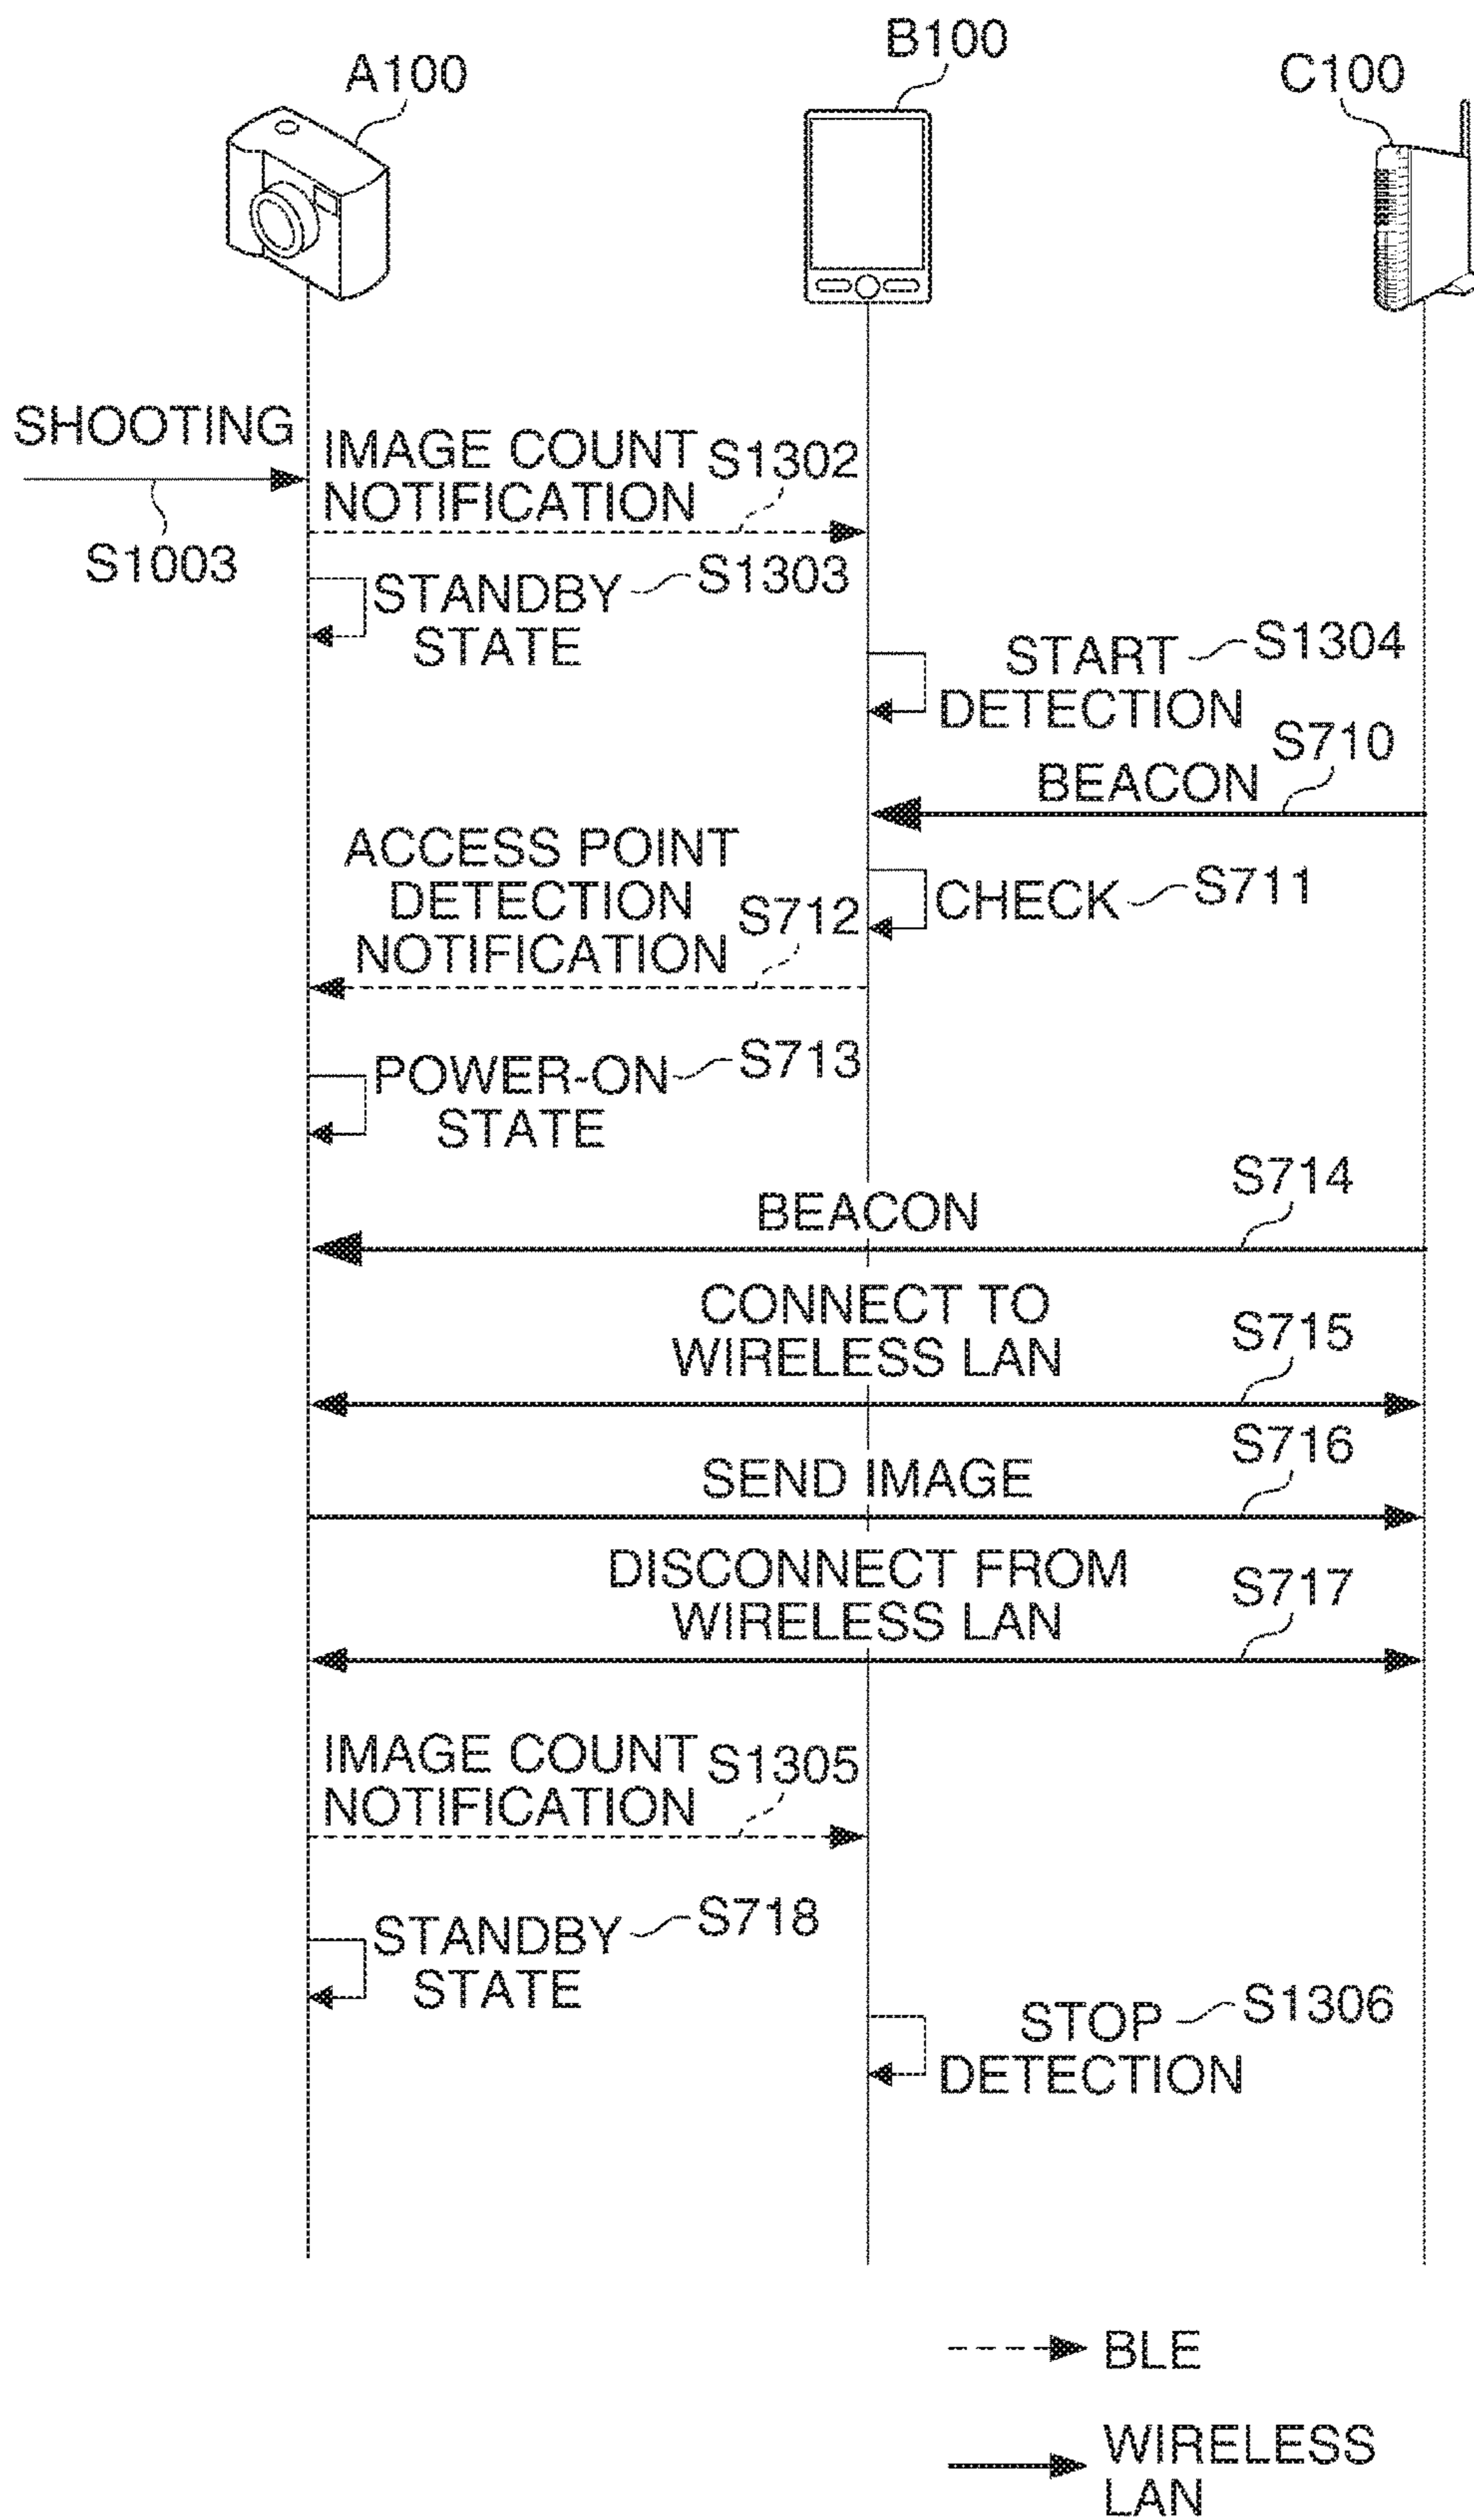 B100
A100
C100
SHOOTING
S1003
IMAGE COUNT
NOTIFICATION
S1302
STANDBY
STATE
S1303
START
DETECTION
S1304
S710
BEACON
ACCESS POINT
DETECTION
NOTIFICATION
S712
CHECK
S711
POWER-ON
STATE
S713
S714
BEACON
CONNECT TO
WIRELESS LAN
S715
S716
SEND IMAGE
DISCONNECT FROM
WIRELESS LAN
S717
IMAGE COUNT
NOTIFICATION
S1305
STANDBY
STATE
S718
STOP
DETECTION
S1306
BLE
WIRELESS
LAN